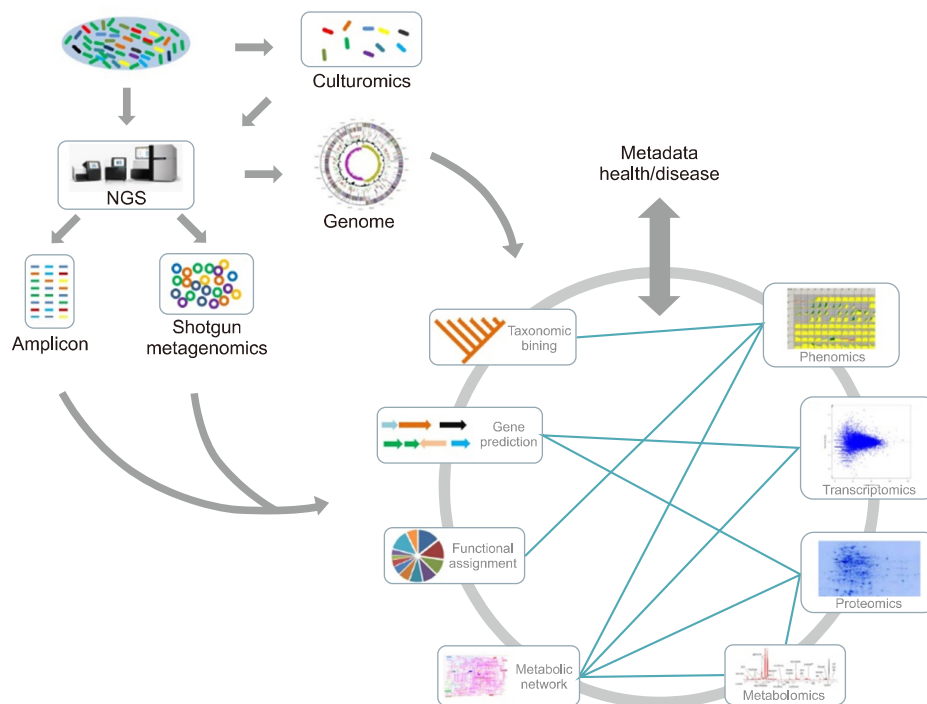 Culturomics
NGS
Genome
Metadata
health/disease
Amplicon
Shotgun
metagenomics
Taxonomic
bining
Phenomics
Gene
prediction
Transcriptomics
Functional
assignment
Proteomics
Metabolic
network
Metabolomics